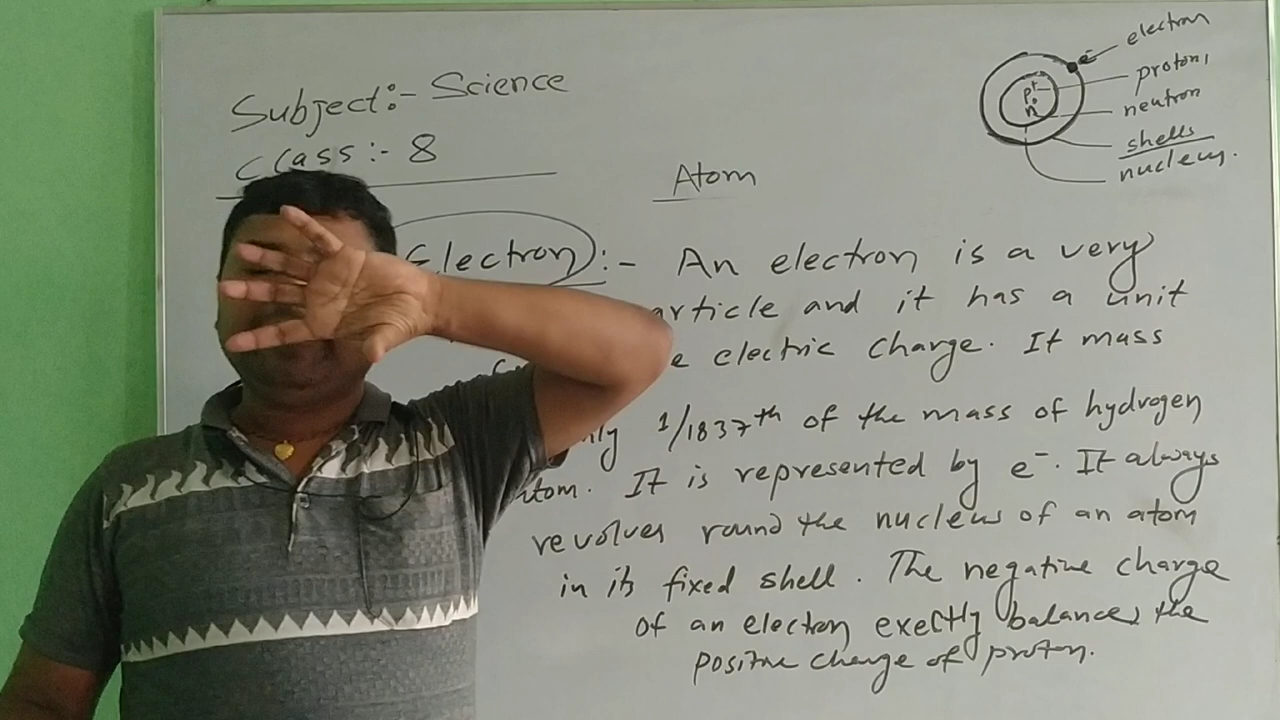 Subject:- Science
Class:- 8
Atom
e-
electron
p+
proton,
n
neutron
shells
nucleus.
Electron:- An electron is a very
article and it has a unit
e electric charge. It mass
nly 1/1837th of the mass of hydrogen
atom. It is represented by e-. It always
revolves round the nucleus of an atom
in its fixed shell. The negative charge
of an electron exectly balances the
positive charge of proton.